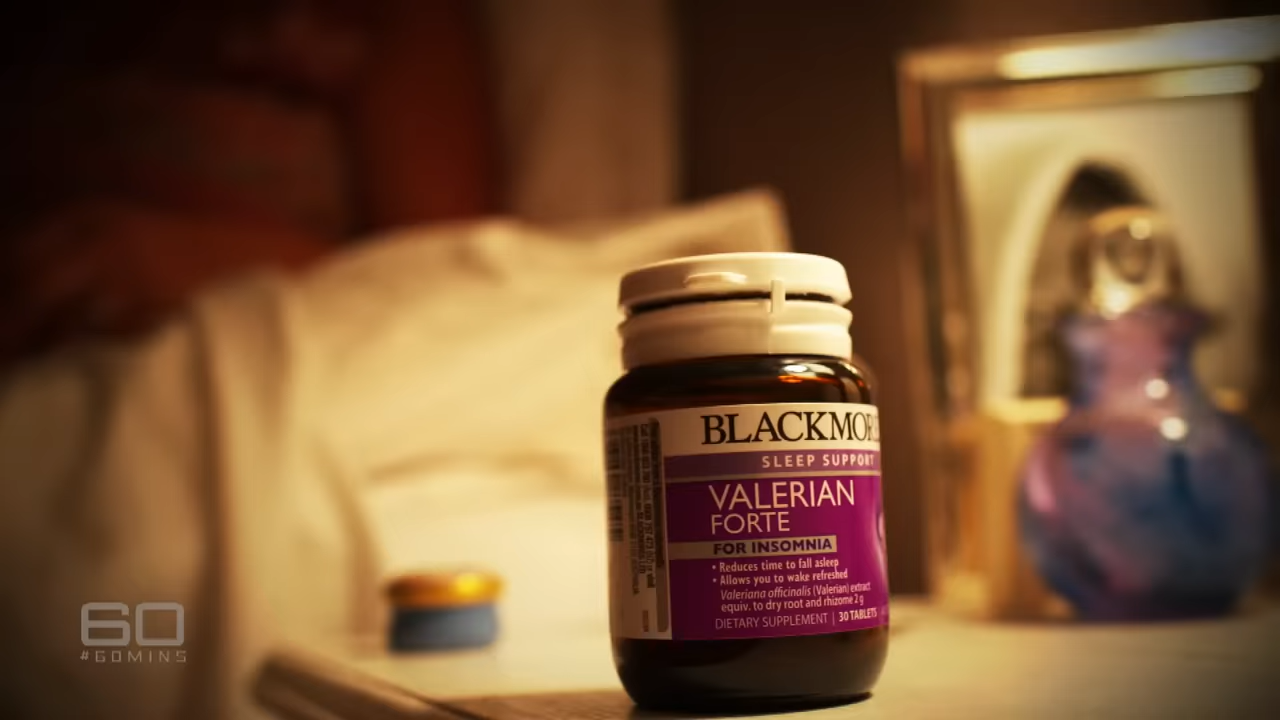 BLACKMOR
SLEEP SUPPORT
VALERIAN
FORTE
FOR INSOMNIA
• Reduces time to fall asleep
• Allows you to wake refreshed
Valeriana officinalis (Valerian) extract
equiv. to dry root and rhizome 2 g
DIETARY SUPPLEMENT | 30 TABLETS
60
#60MINS